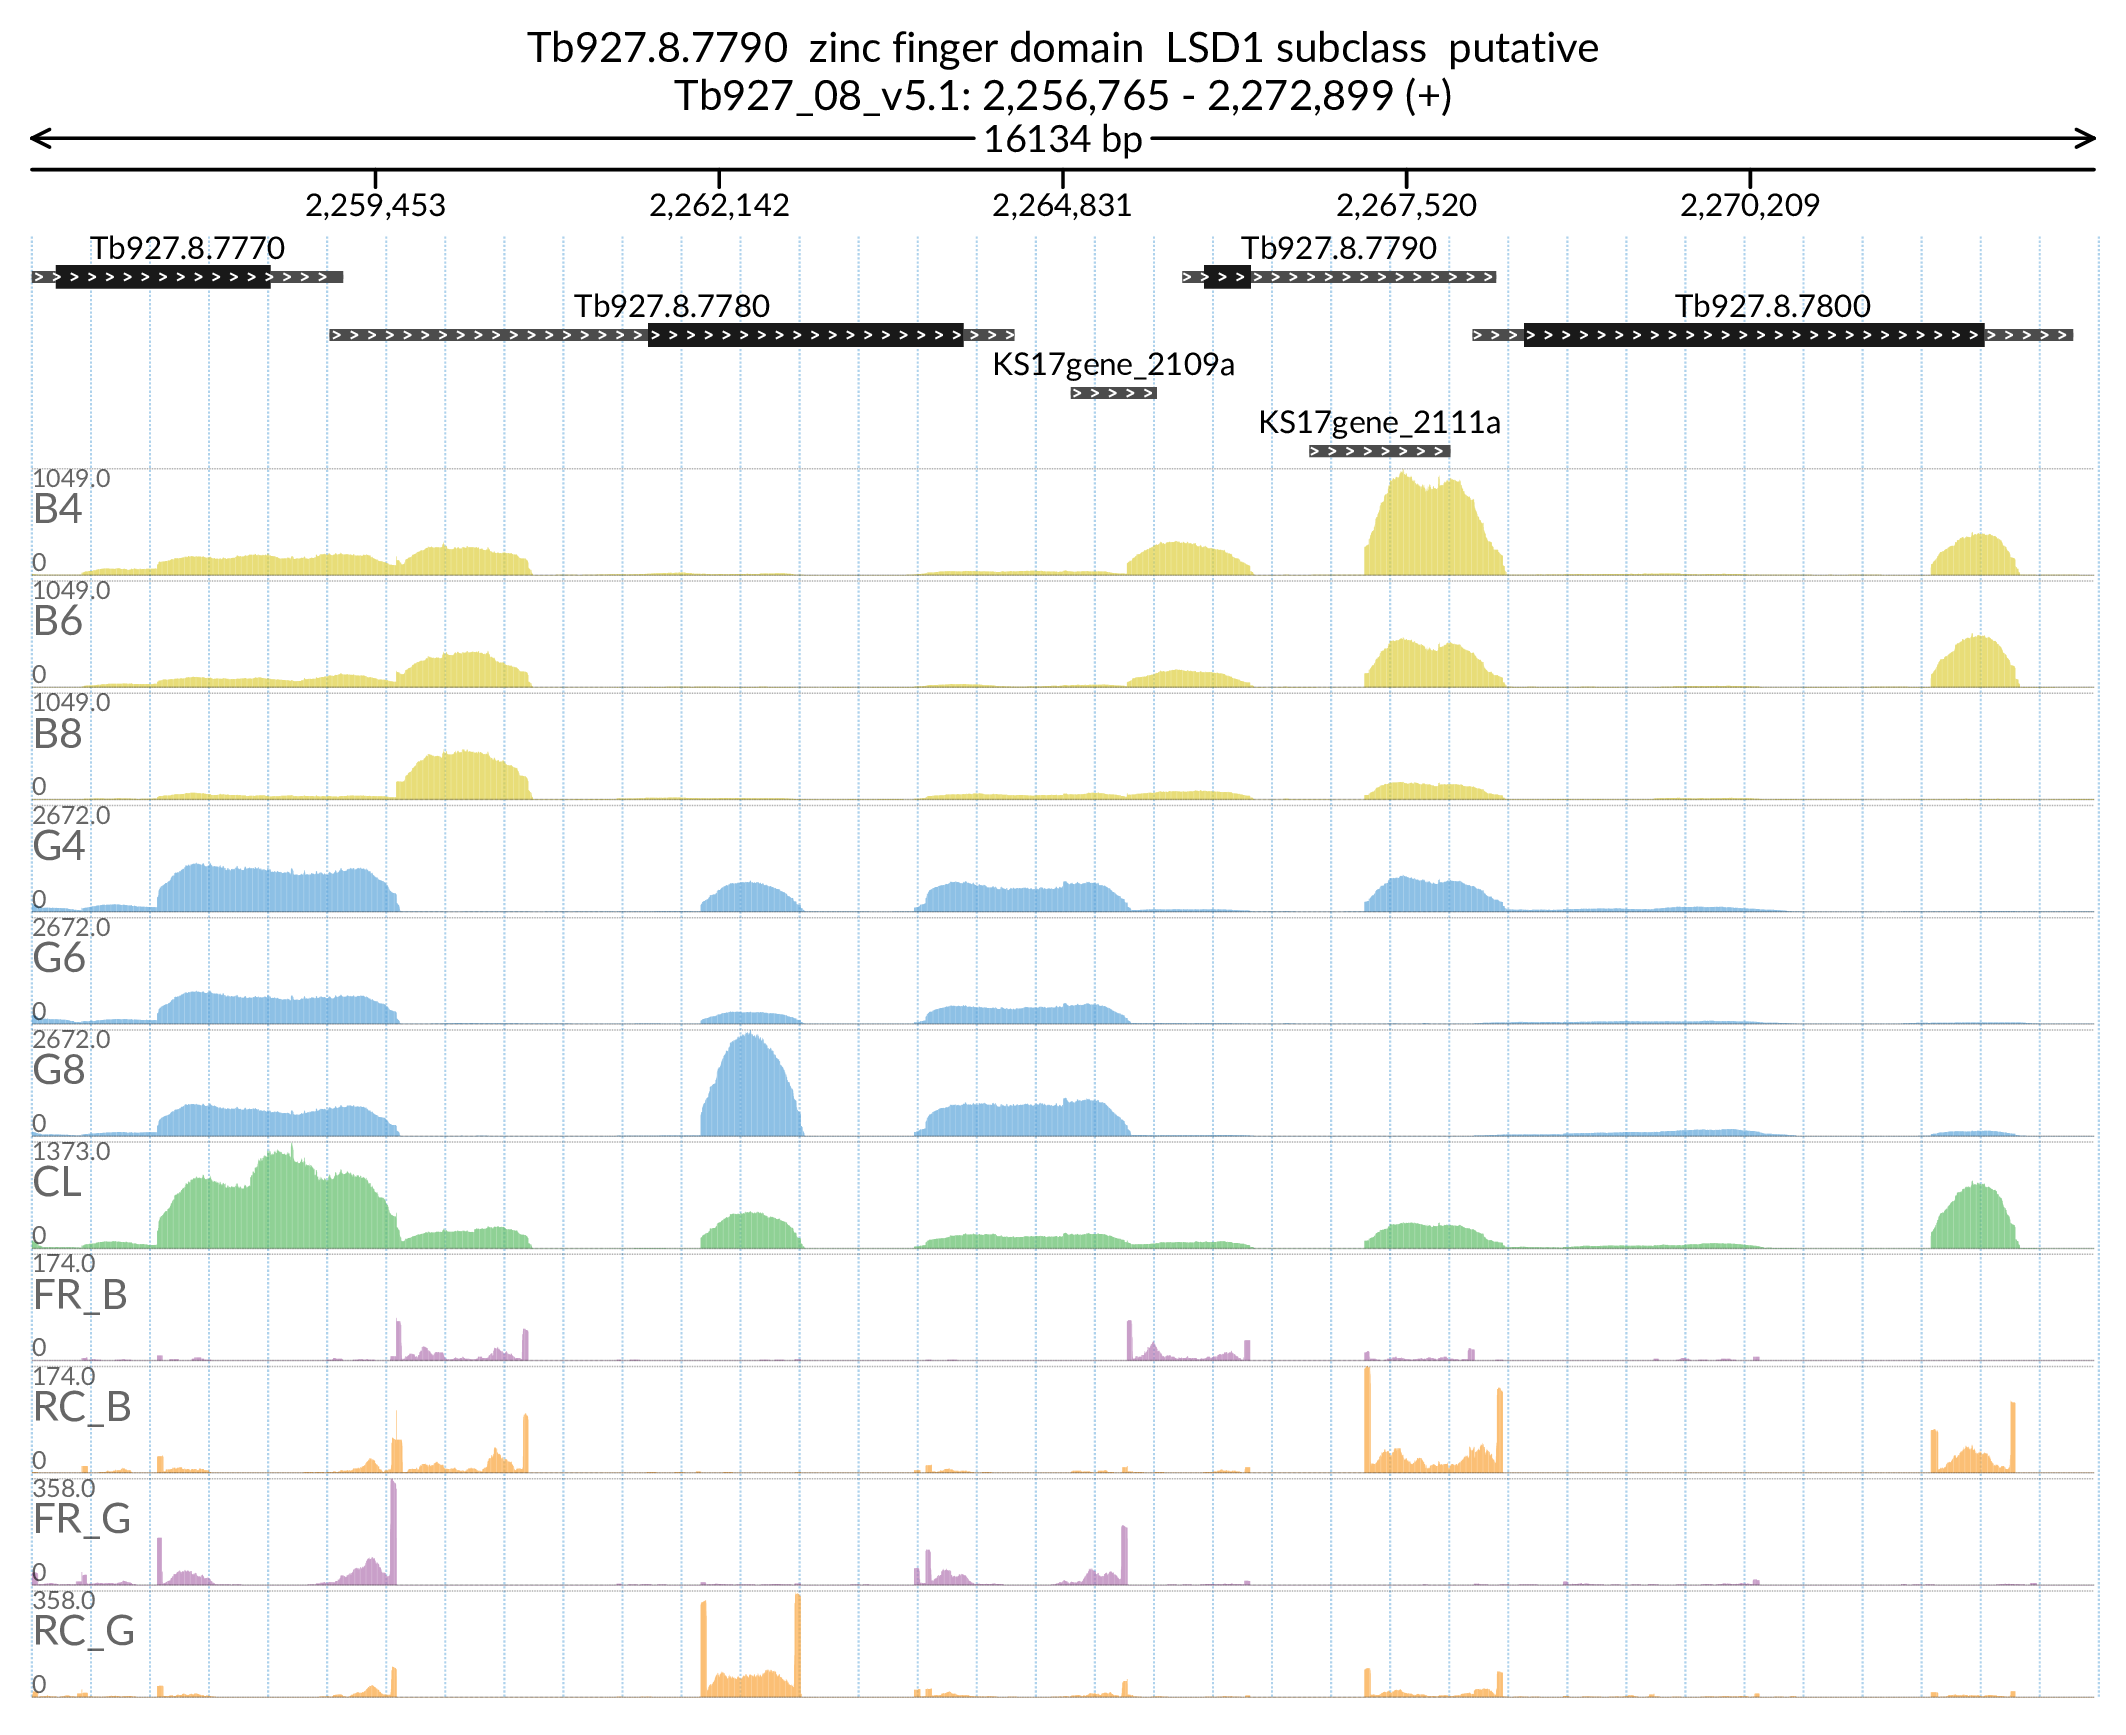 Tb927.8.7790  zinc finger domain  LSD1 subclass  putative
Tb927_08_v5.1: 2,256,765 - 2,272,899 (+)
16134 bp
2,259,453 2,262,142 2,264,831 2,267,520 2,270,209
Tb927.8.7770 Tb927.8.7790
Tb927.8.7780 Tb927.8.7800
KS17gene_2109a
KS17gene_2111a
1049.0
B4
0
1049.0
B6
0
1049.0
B8
0
2672.0
G4
0
2672.0
G6
0
2672.0
G8
0
1373.0
CL
0
174.0
FR_B
0
174.0
RC_B
0
358.0
FR_G
0
358.0
RC_G
0